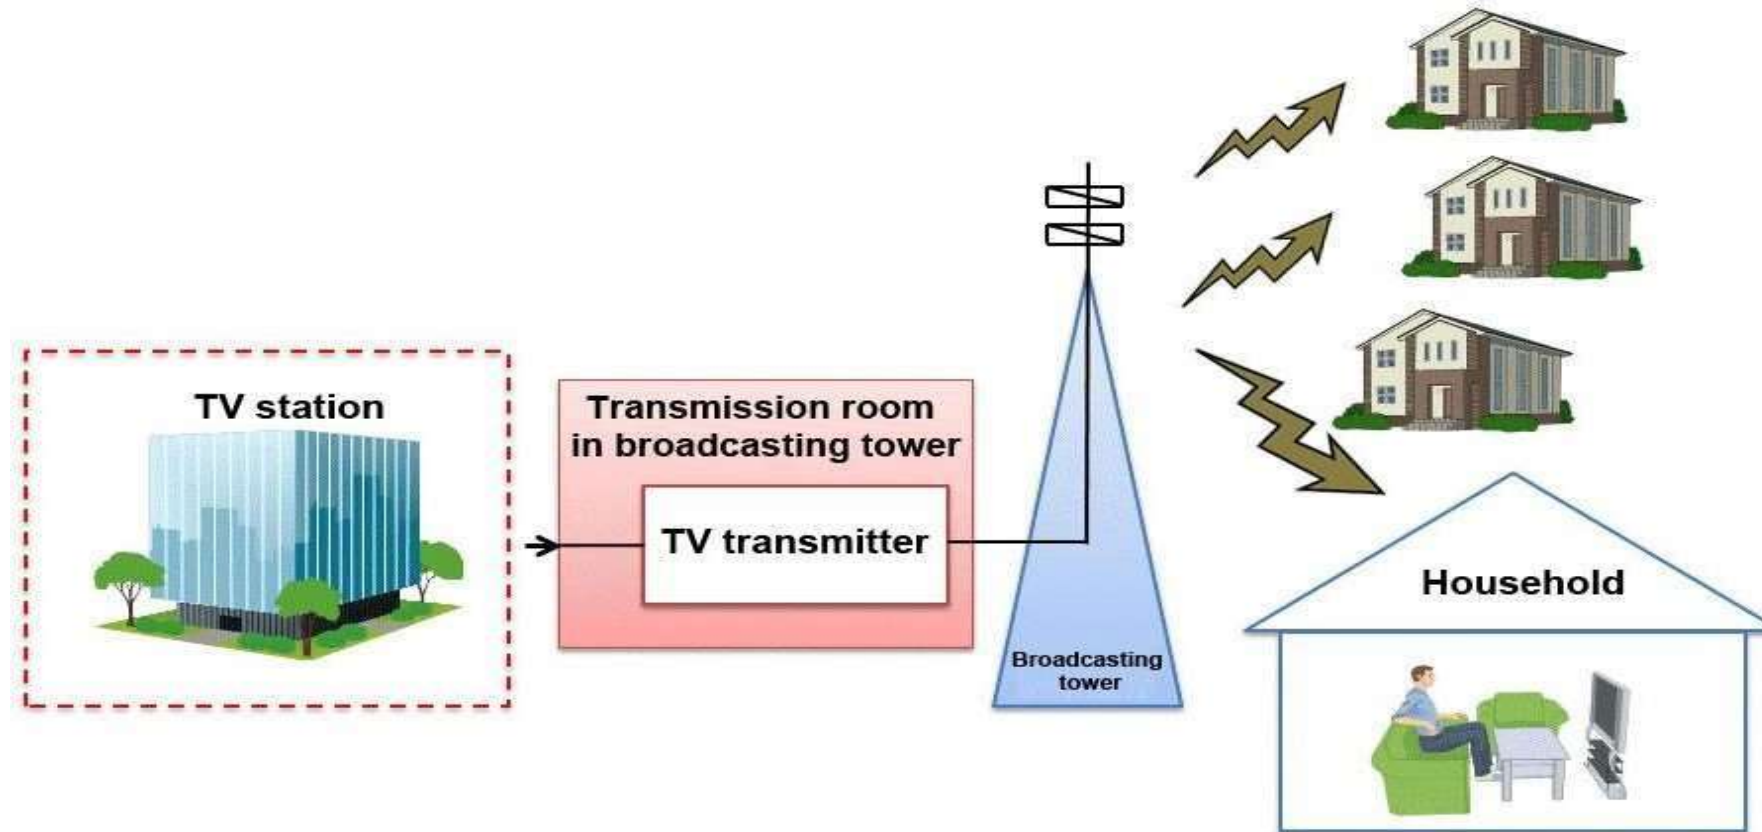 TV station
Transmission room
in broadcasting tower
TV transmitter
Broadcasting
tower
Household